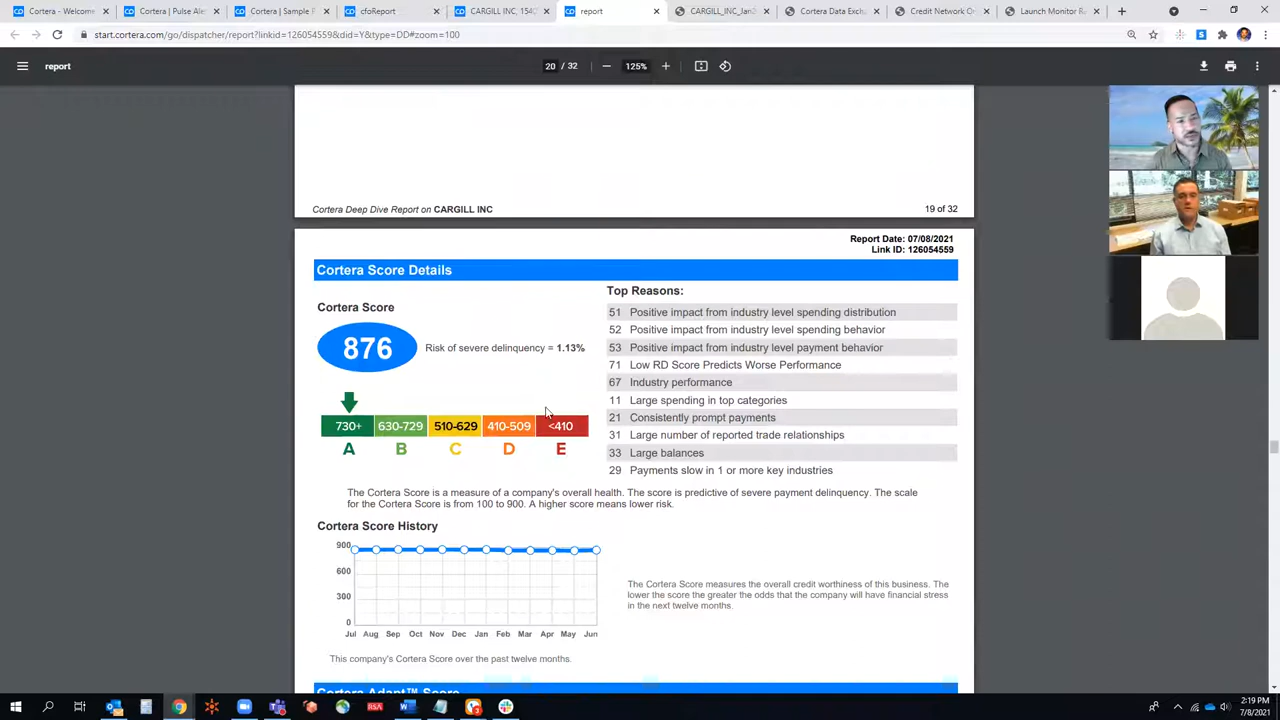 Cortera - Welcome
Cortera | Pulse Aler
Cortera | Sample F
cfoReport
CARGILL INC, 1540
report
CARGILL_INC_Jan2
Cortera Data Excha
Credit Network On
Launch Monitor Ra
start.cortera.com/go/dispatcher/report?linkid=126054559&did=Y&type=DD#zoom=100
report
20 / 32
125%
Cortera Deep Dive Report on CARGILL INC
19 of 32
Report Date: 07/08/2021
Link ID: 126054559
Cortera Score Details
Cortera Score
876
Risk of severe delinquency = 1.13%
730+ 630-729 510-629 410-509 <410
A B C D E
Top Reasons:
51 Positive impact from industry level spending distribution
52 Positive impact from industry level spending behavior
53 Positive impact from industry level payment behavior
71 Low RD Score Predicts Worse Performance
67 Industry performance
11 Large spending in top categories
21 Consistently prompt payments
31 Large number of reported trade relationships
33 Large balances
29 Payments slow in 1 or more key industries
The Cortera Score is a measure of a company's overall health. The score is predictive of severe payment delinquency. The scale
for the Cortera Score is from 100 to 900. A higher score means lower risk.
Cortera Score History
900
600
300
0
Jul Aug Sep Oct Nov Dec Jan Feb Mar Apr May Jun
The Cortera Score measures the overall credit worthiness of this business. The
lower the score the greater the odds that the company will have financial stress
in the next twelve months.
This company's Cortera Score over the past twelve months.
Cortera Adapt™ Score
RSA
2:19 PM
7/8/2021